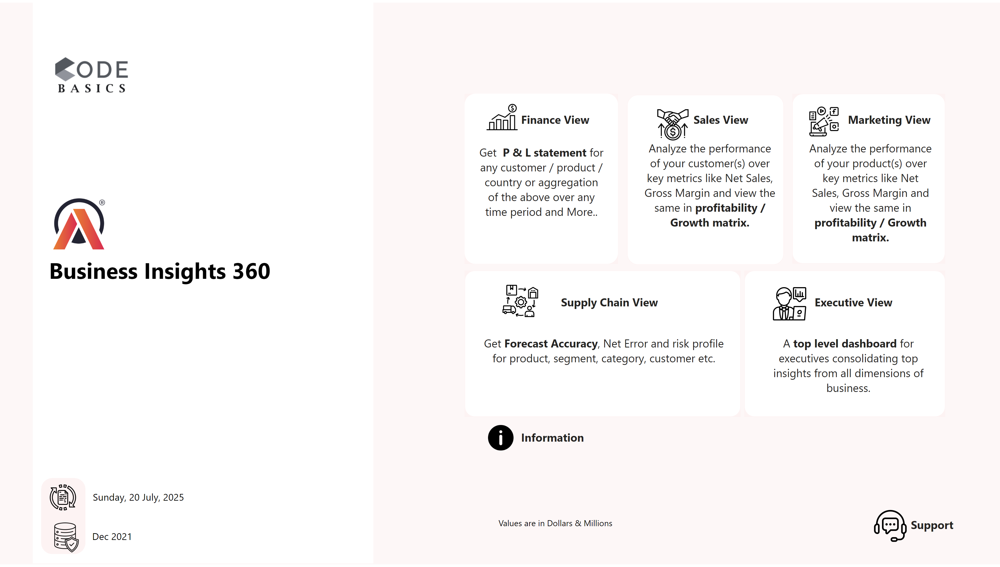 CODE
BASICS
®
Business Insights 360
Sunday, 20 July, 2025
Dec 2021
Finance View
Get  P & L statement for
any customer / product /
country or aggregation
of the above over any
time period and More..
Sales View
Analyze the performance
of your customer(s) over
key metrics like Net Sales,
Gross Margin and view the
same in profitability /
Growth matrix.
Marketing View
Analyze the performance
of your product(s) over
key metrics like Net
Sales, Gross Margin and
view the same in
profitability / Growth
matrix.
Supply Chain View
Get Forecast Accuracy, Net Error and risk profile
for product, segment, category, customer etc.
Executive View
A top level dashboard for
executives consolidating top
insights from all dimensions of
business.
Information
Values are in Dollars & Millions
Support